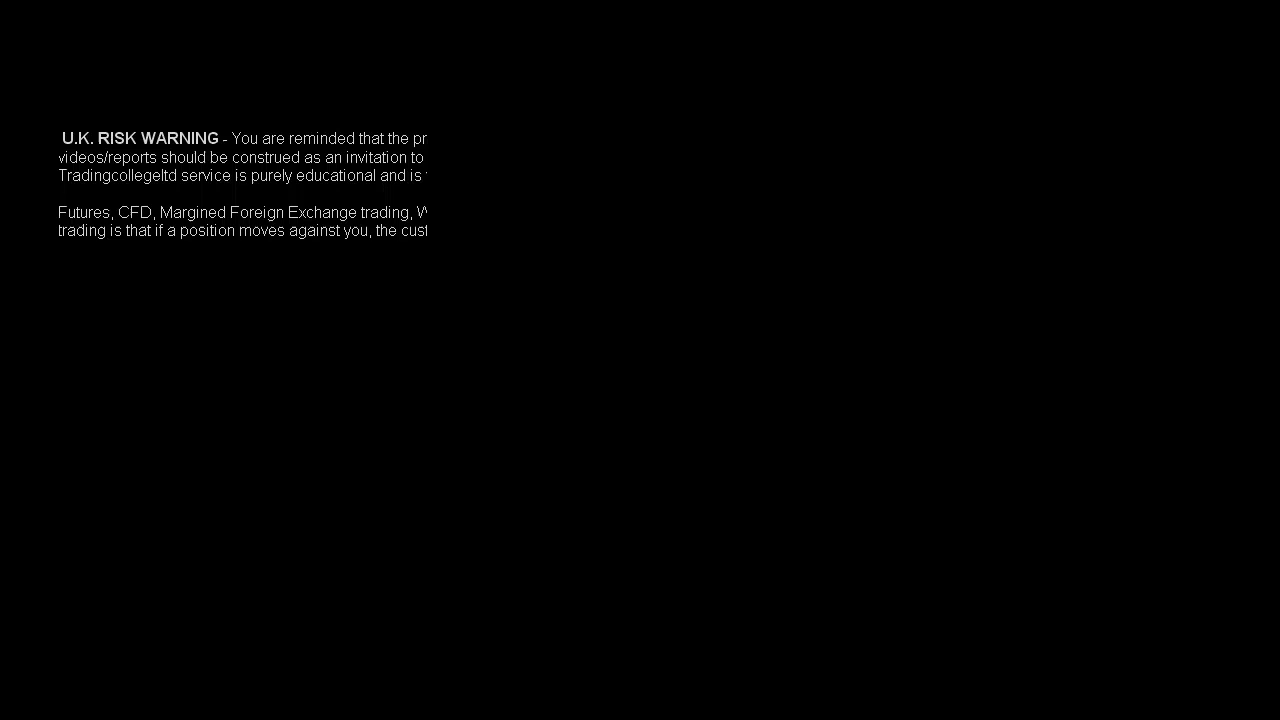 U.K. RISK WARNING - You are reminded that the pr
videos/reports should be construed as an invitation to
Tradingcollegeltd service is purely educational and is
Futures, CFD, Margined Foreign Exchange trading,
trading is that if a position moves against you, the cust